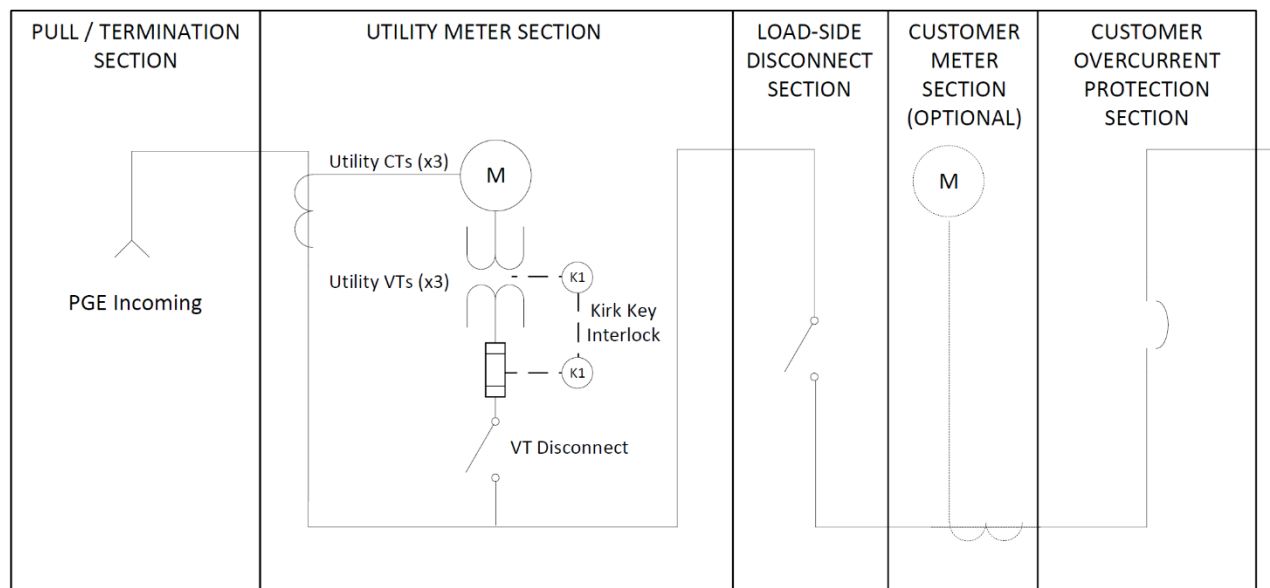 PULL / TERMINATION
SECTION
UTILITY METER SECTION
LOAD-SIDE
DISCONNECT
SECTION
CUSTOMER
METER
SECTION
(OPTIONAL)
CUSTOMER
OVERCURRENT
PROTECTION
SECTION
PGE Incoming
Utility CTs (x3)
M
Utility VTs (x3)
K1
Kirk Key
Interlock
K1
VT Disconnect
M